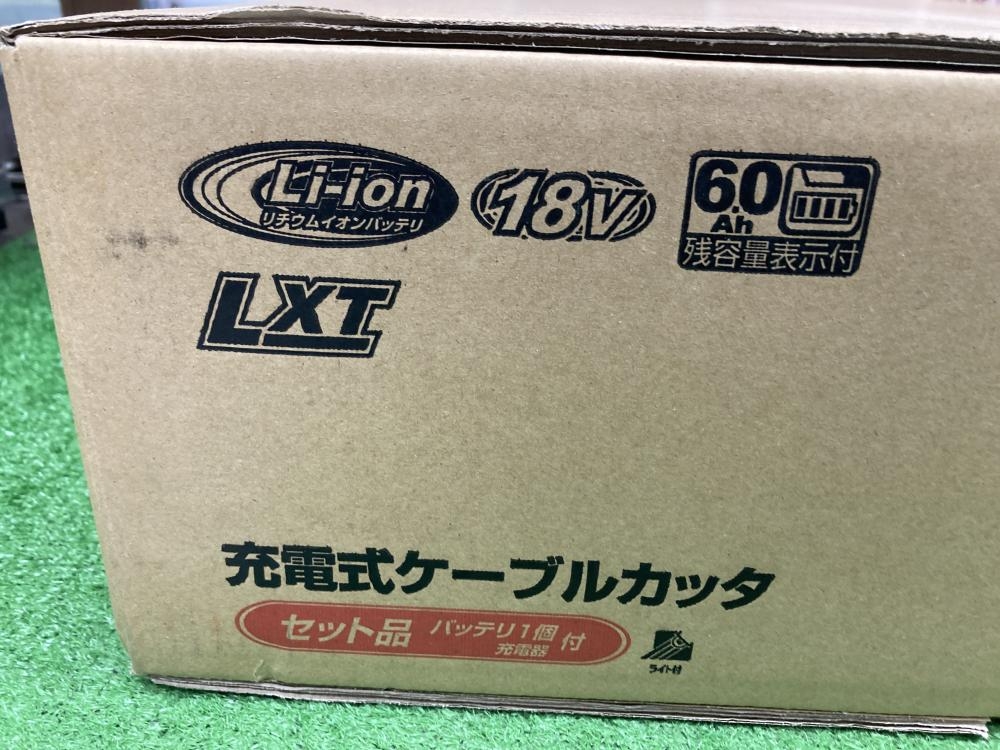 Li-ion
リチウムイオンバッテリ
18V
6.0
Ah
残容量表示付
LXT
充電式ケーブルカッタ
セット品 バッテリ1個 付
充電器
ライト付